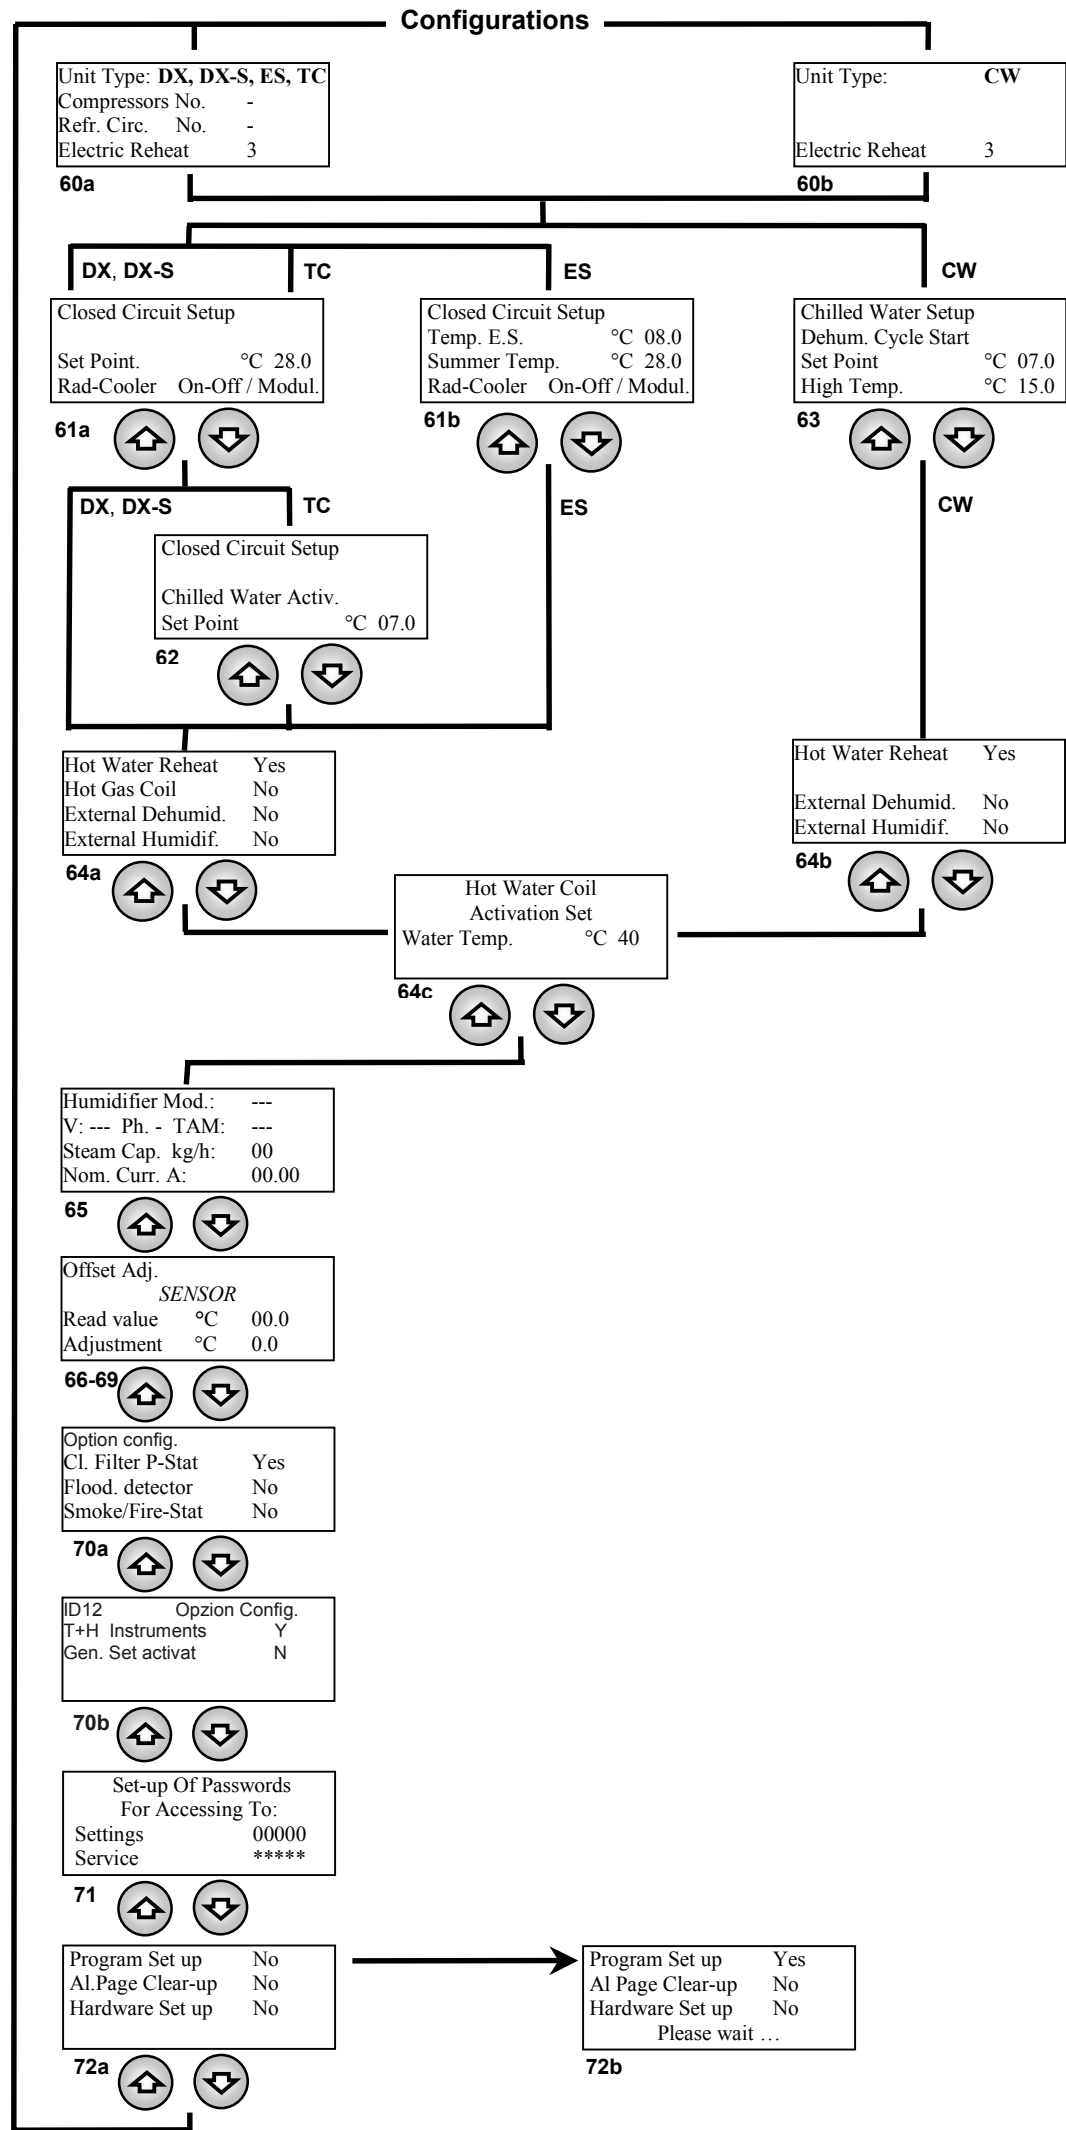 Configurations
Unit Type: DX, DX-S, ES, TC
Compressors No. -
Refr. Circ. No. -
Electric Reheat 3
60a
Unit Type: CW
Electric Reheat 3
60b
DX, DX-S
TC
ES
CW
Closed Circuit Setup
Set Point. °C 28.0
Rad-Cooler On-Off / Modul.
61a
Closed Circuit Setup
Temp. E.S. °C 08.0
Summer Temp. °C 28.0
Rad-Cooler On-Off / Modul.
61b
Chilled Water Setup
Dehum. Cycle Start
Set Point °C 07.0
High Temp. °C 15.0
63
DX, DX-S
TC
ES
CW
Closed Circuit Setup
Chilled Water Activ.
Set Point °C 07.0
62
Hot Water Reheat Yes
Hot Gas Coil No
External Dehumid. No
External Humidif. No
64a
Hot Water Reheat Yes
External Dehumid. No
External Humidif. No
64b
Hot Water Coil
Activation Set
Water Temp. °C 40
64c
Humidifier Mod.: ---
V: --- Ph. - TAM: ---
Steam Cap. kg/h: 00
Nom. Curr. A: 00.00
65
Offset Adj.
SENSOR
Read value °C 00.0
Adjustment °C 0.0
66-69
Option config.
Cl. Filter P-Stat Yes
Flood. detector No
Smoke/Fire-Stat No
70a
ID12 Opzion Config.
T+H Instruments Y
Gen. Set activat N
70b
Set-up Of Passwords
For Accessing To:
Settings 00000
Service *****
71
Program Set up No
Al.Page Clear-up No
Hardware Set up No
72a
Program Set up Yes
Al Page Clear-up No
Hardware Set up No
Please wait …
72b